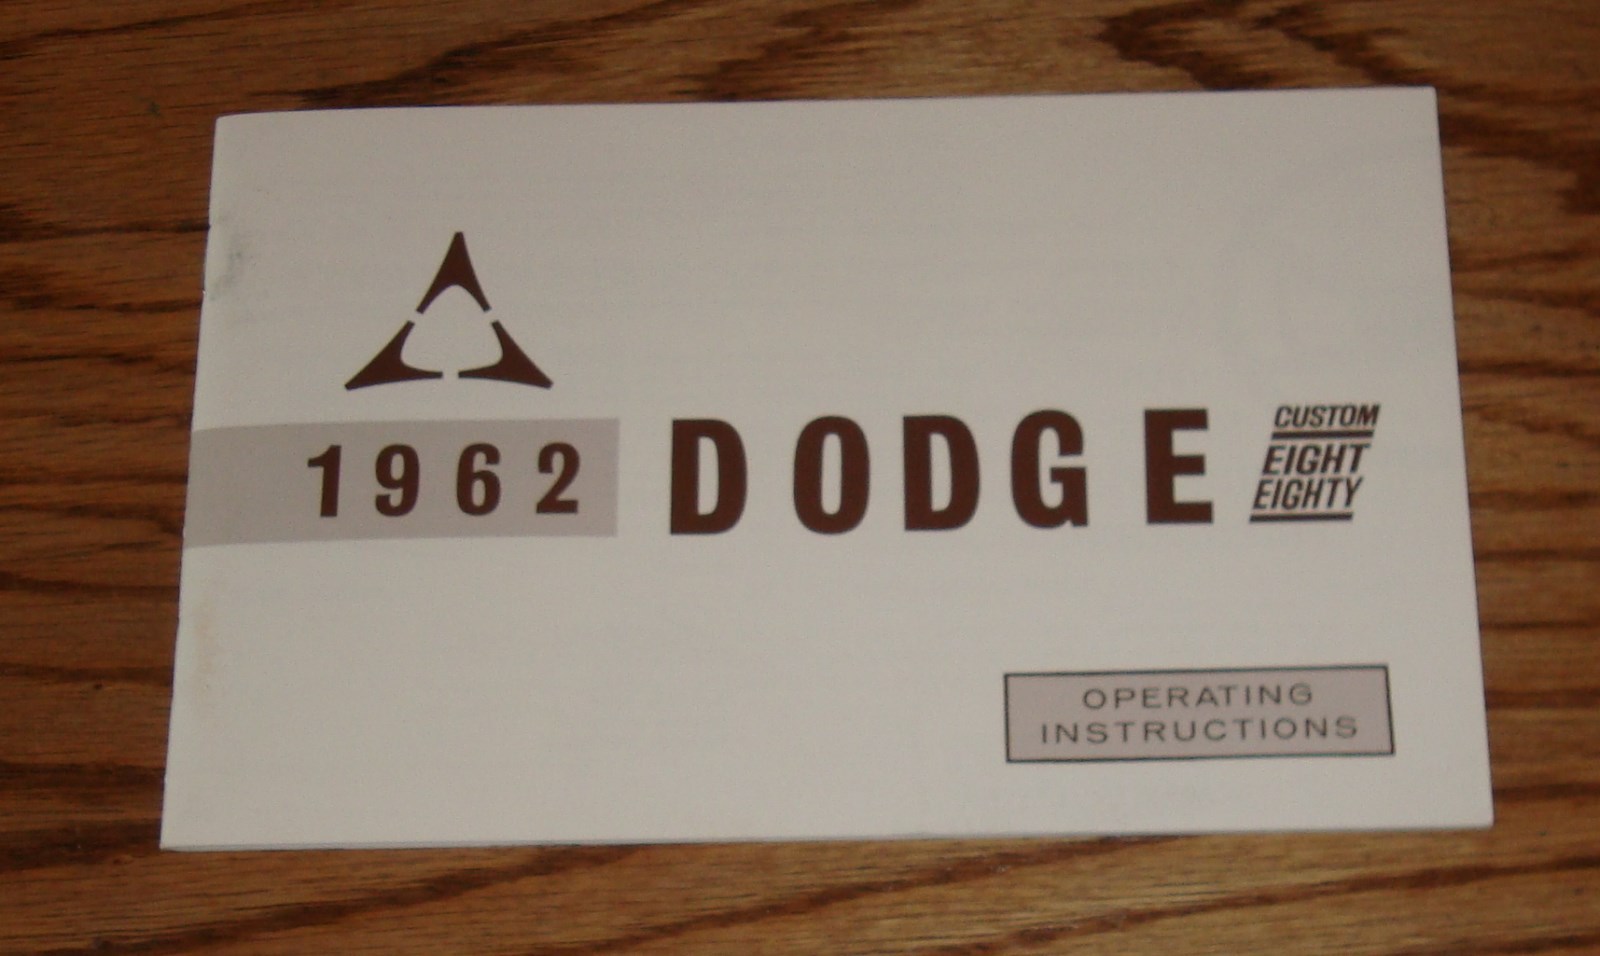 1962 DODGE
CUSTOM
EIGHT
EIGHTY
OPERATING
INSTRUCTIONS